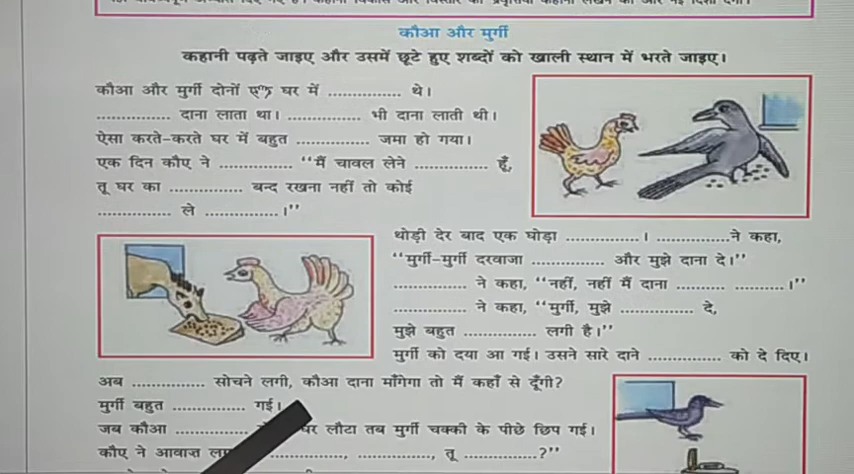 कौआ और मुर्गी
कहानी पढ़ते जाइए और उसमें छूटे हुए शब्दों को खाली स्थान में भरते जाइए।
कौआ और मुर्गी दोनों एक घर में .............. थे।
.............. दाना लाता था। .............. भी दाना लाती थी।
ऐसा करते-करते घर में बहुत .............. जमा हो गया।
एक दिन कौए ने .............. “मैं चावल लेने .............. हूँ,
तू घर का .............. बन्द रखना नहीं तो कोई
.............. ले ..............।”
थोड़ी देर बाद एक घोड़ा ..............। ..............ने कहा,
“मुर्गी-मुर्गी दरवाजा .............. और मुझे दाना दे।”
.............. ने कहा, “नहीं, नहीं मैं दाना .......... ..........।”
.............. ने कहा, “मुर्गी, मुझे .............. दे,
मुझे बहुत .............. लगी है।”
मुर्गी को दया आ गई। उसने सारे दाने .............. को दे दिए।
अब .............. सोचने लगी, कौआ दाना माँगेगा तो मैं कहाँ से दूँगी?
मुर्गी बहुत .............. गई।
जब कौआ .............. लौटा तब मुर्गी चक्की के पीछे छिप गई।
कौए ने आवाज़ .............., .............., तू ..............?”